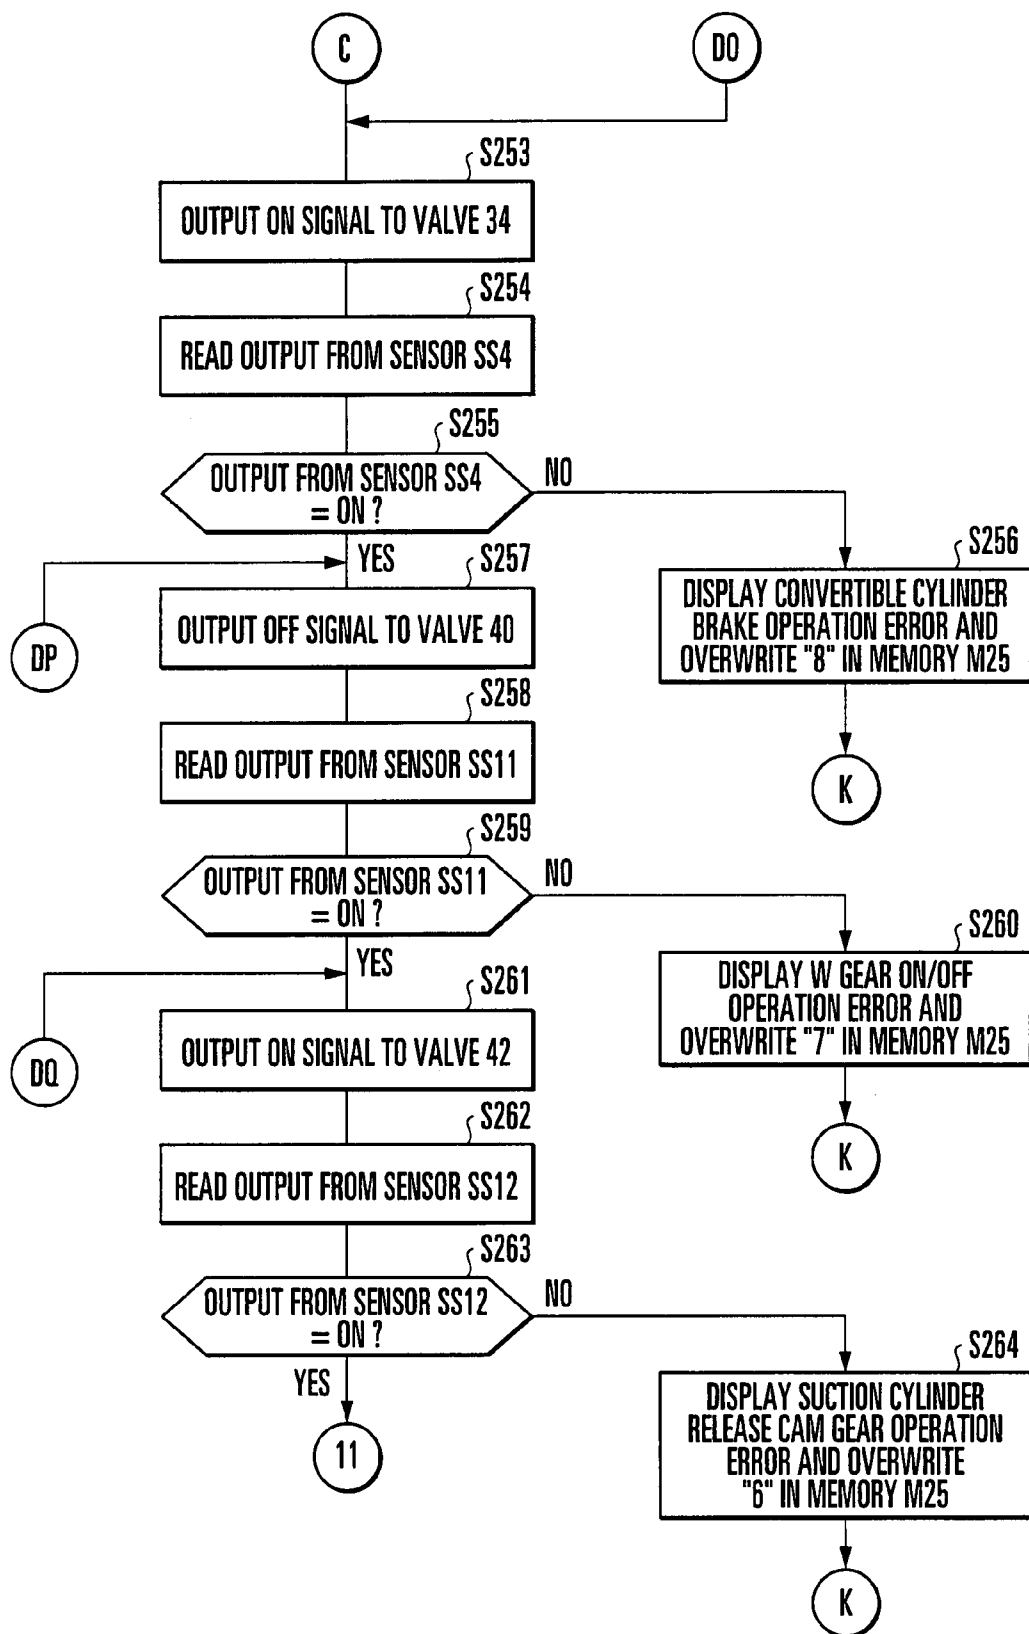 C
DO
S253
OUTPUT ON SIGNAL TO VALVE 34
S254
READ OUTPUT FROM SENSOR SS4
S255
OUTPUT FROM SENSOR SS4
= ON ?
NO
YES
S256
DISPLAY CONVERTIBLE CYLINDER
BRAKE OPERATION ERROR AND
OVERWRITE "8" IN MEMORY M25
K
DP
S257
OUTPUT OFF SIGNAL TO VALVE 40
S258
READ OUTPUT FROM SENSOR SS11
S259
OUTPUT FROM SENSOR SS11
= ON ?
NO
YES
S260
DISPLAY W GEAR ON/OFF
OPERATION ERROR AND
OVERWRITE "7" IN MEMORY M25
K
DQ
S261
OUTPUT ON SIGNAL TO VALVE 42
S262
READ OUTPUT FROM SENSOR SS12
S263
OUTPUT FROM SENSOR SS12
= ON ?
NO
YES
11
S264
DISPLAY SUCTION CYLINDER
RELEASE CAM GEAR OPERATION
ERROR AND OVERWRITE
"6" IN MEMORY M25
K